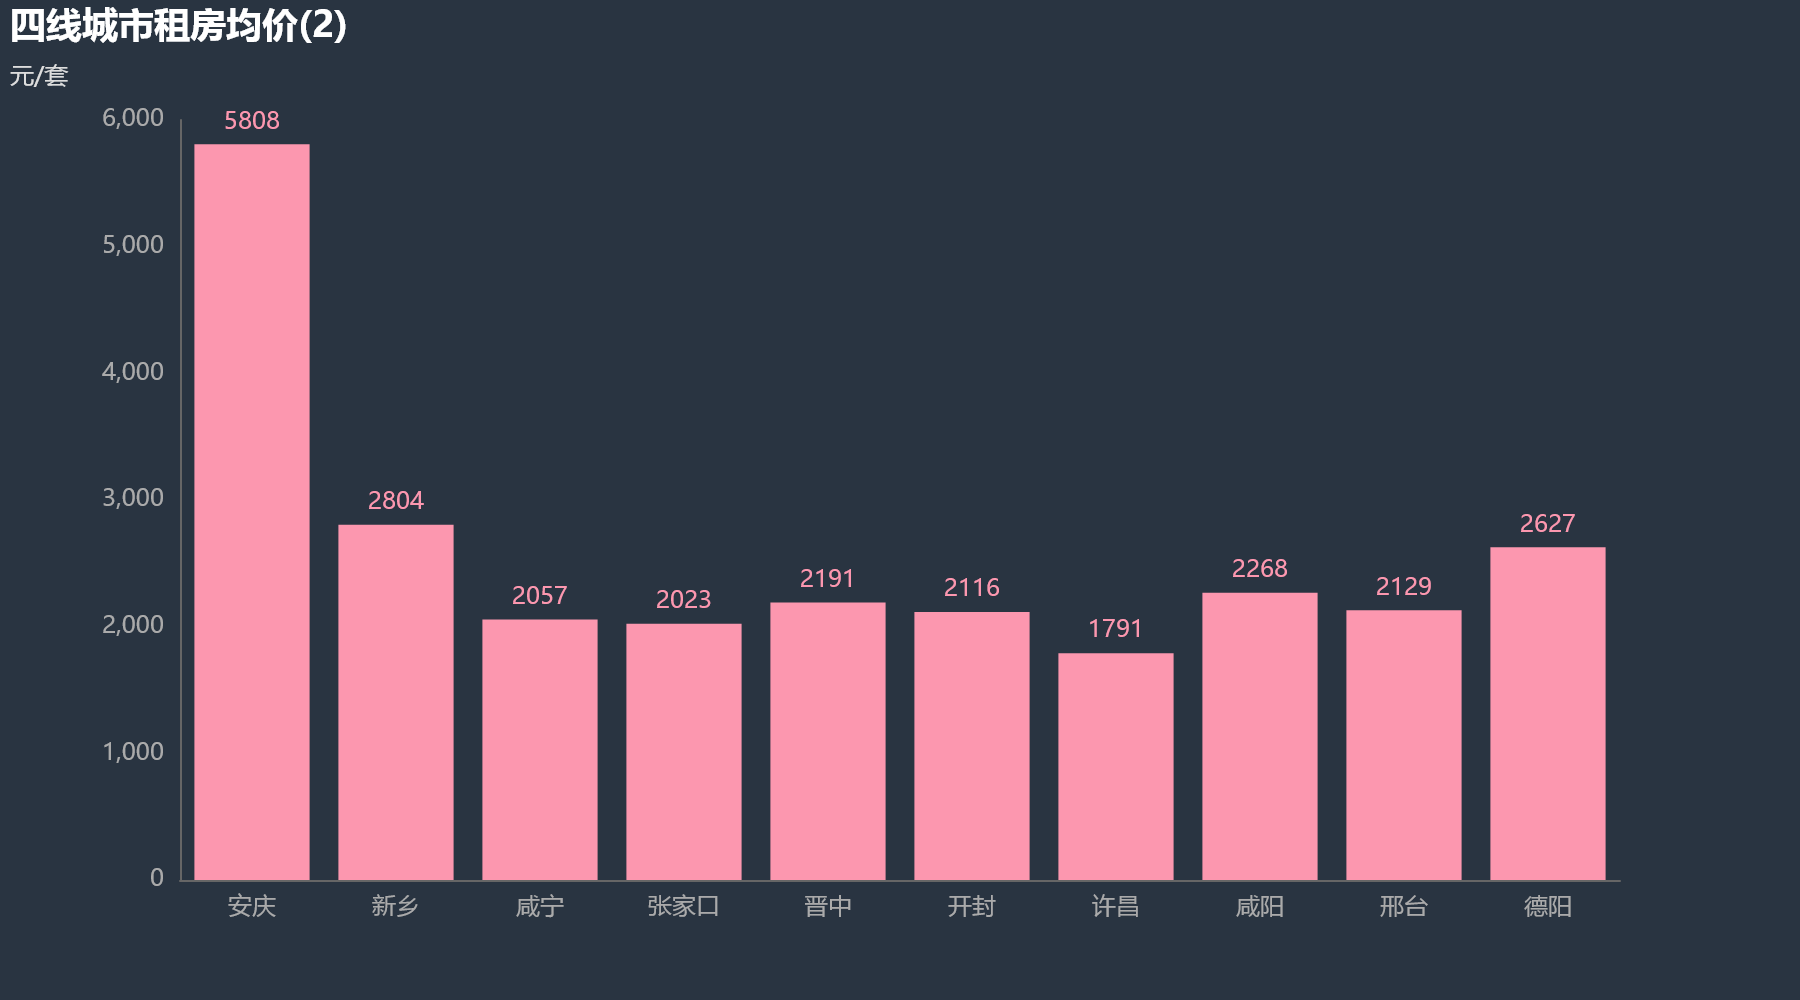 四线城市租房均价(2)
元/套
6,000
5,000
4,000
3,000
2,000
1,000
0
5808
2804
2057
2023
2191
2116
1791
2268
2129
2627
安庆
新乡
咸宁
张家口
晋中
开封
许昌
咸阳
邢台
德阳